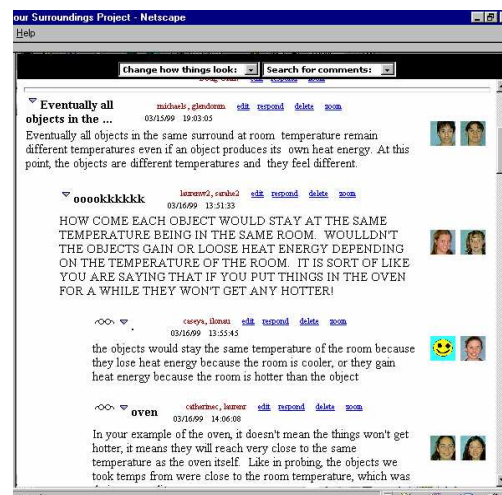 our Surroundings Project - Netscape
Help
Change how things look: Search for comments:
Eventually all michaels, glendoran edit respond delete zoom
objects in the ... 03/15/99 19:03:05
Eventually all objects in the same surround at room temperature remain
different temperatures even if an object produces its own heat energy. At this
point, the objects are different temperatures and they feel different.
ooookkkkkk laurenw2, sarahe2 edit respond delete zoom
03/16/99 13:51:33
HOW COME EACH OBJECT WOULD STAY AT THE SAME
TEMPERATURE BEING IN THE SAME ROOM. WOULLDN'T
THE OBJECTS GAIN OR LOOSE HEAT ENERGY DEPENDING
ON THE TEMPERATURE OF THE ROOM. IT IS SORT OF LIKE
YOU ARE SAYING THAT IF YOU PUT THINGS IN THE OVEN
FOR A WHILE THEY WON'T GET ANY HOTTER!
. caseya, edit respond delete zoom
03/16/99 13:55:45
the objects would stay the same temperature of the room because
they lose heat energy because the room is cooler, or they gain
heat energy because the room is hotter than the object
oven catherinec, edit respond delete zoom
03/16/99 14:06:08
In your example of the oven, it doesn't mean the things won't get
hotter, it means they will reach very close to the same
temperature as the oven itself. Like in probing, the objects we
took temps from were close to the room temperature, which was